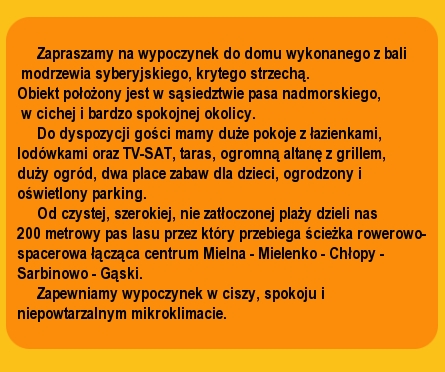 Zapraszamy na wypoczynek do domu wykonanego z bali
modrzewia syberyjskiego, krytego strzechą.
Obiekt położony jest w sąsiedztwie pasa nadmorskiego,
w cichej i bardzo spokojnej okolicy.
Do dyspozycji gości mamy duże pokoje z łazienkami,
lodówkami oraz TV-SAT, taras, ogromną altanę z grillem,
duży ogród, dwa place zabaw dla dzieci, ogrodzony i
oświetlony parking.
Od czystej, szerokiej, nie zatłoczonej plaży dzieli nas
200 metrowy pas lasu przez który przebiega ścieżka rowerowo-
spacerowa łącząca centrum Mielna - Mielenko - Chłopy -
Sarbinowo - Gąski.
Zapewniamy wypoczynek w ciszy, spokoju i
niepowtarzalnym mikroklimacie.